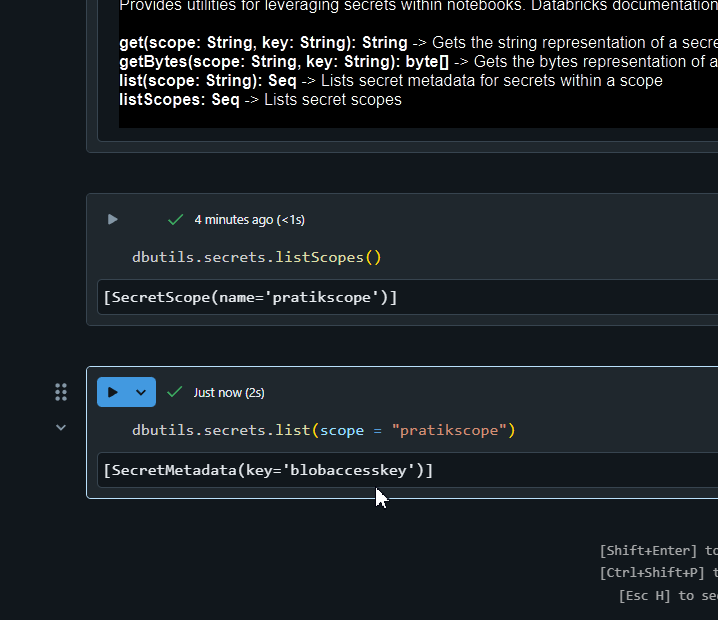 Provides utilities for leveraging secrets within notebooks. Databricks documentation
get(scope: String, key: String): String -> Gets the string representation of a
getBytes(scope: String, key: String): byte[] -> Gets the bytes representation of a
list(scope: String): Seq -> Lists secret metadata for secrets within a scope
listScopes: Seq -> Lists secret scopes
4 minutes ago (<1s)
dbutils.secrets.listScopes()
[SecretScope(name='pratikscope')]
Just now (2s)
dbutils.secrets.list(scope = "pratikscope")
[SecretMetadata(key='blobaccesskey')]
[Shift+Enter] to
[Ctrl+Shift+P]
[Esc H] to